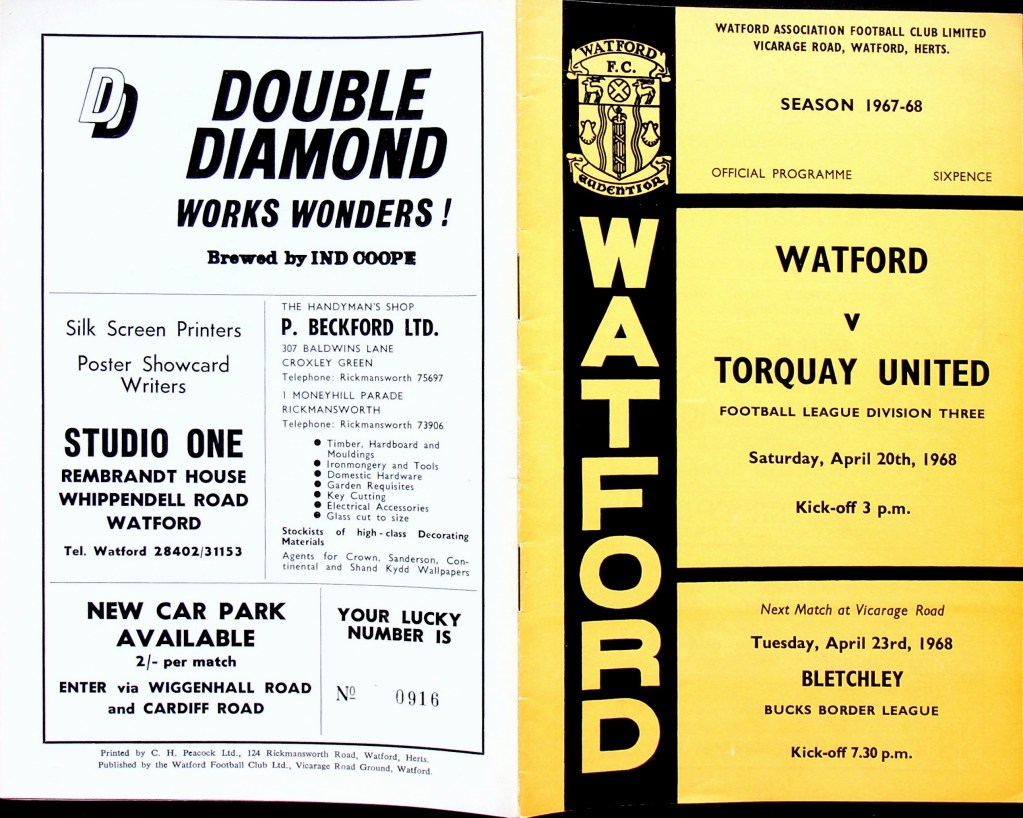 DD
DOUBLE
DIAMOND
WORKS WONDERS !
Brewed by IND COOPE
Silk Screen Printers
Poster Showcard
Writers
STUDIO ONE
REMBRANDT HOUSE
WHIPPENDELL ROAD
WATFORD
Tel. Watford 28402/31153
THE HANDYMAN'S SHOP
P. BECKFORD LTD.
307 BALDWINS LANE
CROXLEY GREEN
Telephone: Rickmansworth 75697
1 MONEYHILL PARADE
RICKMANSWORTH
Telephone: Rickmansworth 73906
● Timber, Hardboard and
Mouldings
● Ironmongery and Tools
● Domestic Hardware
● Garden Requisites
● Key Cutting
● Electrical Accessories
● Glass cut to size
Stockists of high-class Decorating
Materials
Agents for Crown, Sanderson, Con-
tinental and Shand Kydd Wallpapers
NEW CAR PARK
AVAILABLE
2/- per match
ENTER via WIGGENHALL ROAD
and CARDIFF ROAD
YOUR LUCKY
NUMBER IS
Nº 0916
Printed by C. H. Peacock Ltd., 124 Rickmansworth Road, Watford, Herts.
Published by the Watford Football Club Ltd., Vicarage Road Ground, Watford.
WATFORD
F.C.
AUDENTIOR
WATFORD
WATFORD ASSOCIATION FOOTBALL CLUB LIMITED
VICARAGE ROAD, WATFORD, HERTS.
SEASON 1967-68
OFFICIAL PROGRAMME SIXPENCE
WATFORD
v
TORQUAY UNITED
FOOTBALL LEAGUE DIVISION THREE
Saturday, April 20th, 1968
Kick-off 3 p.m.
Next Match at Vicarage Road
Tuesday, April 23rd, 1968
BLETCHLEY
BUCKS BORDER LEAGUE
Kick-off 7.30 p.m.